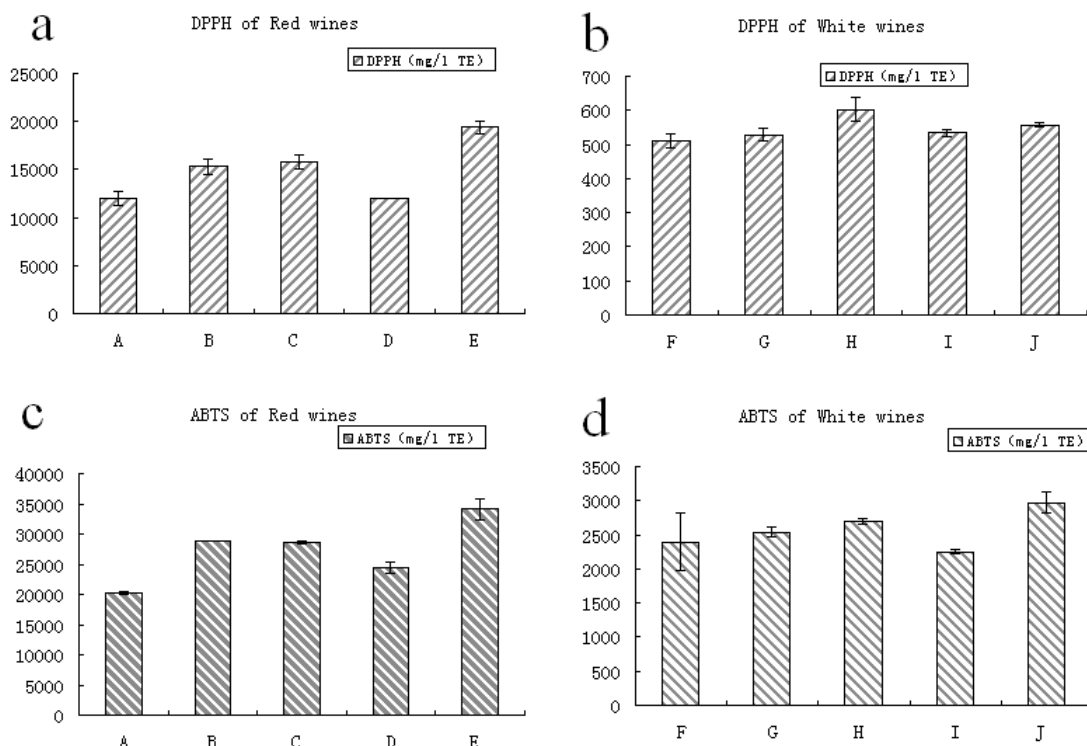 a
DPPH of Red wines
DPPH (mg/l TE)
25000
20000
15000
10000
5000
0
A B C D E
b
DPPH of White wines
DPPH (mg/l TE)
700
600
500
400
300
200
100
0
F G H I J
c
ABTS of Red wines
ABTS (mg/l TE)
40000
35000
30000
25000
20000
15000
10000
5000
0
A B C D E
d
ABTS of White wines
ABTS (mg/l TE)
3500
3000
2500
2000
1500
1000
500
0
F G H I J